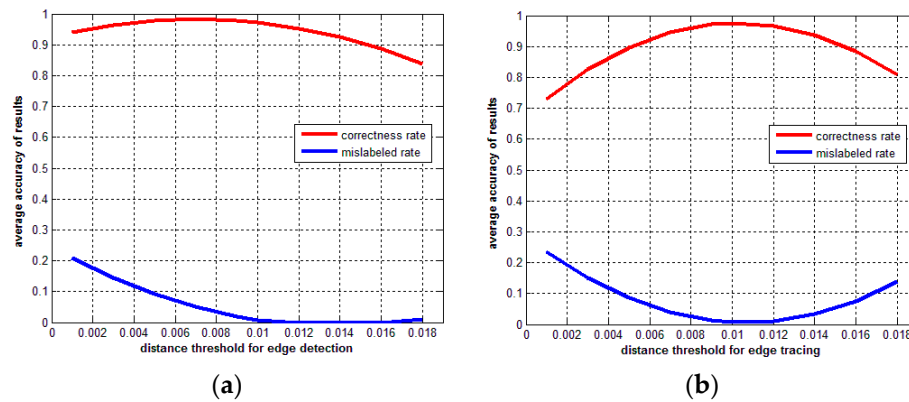 1
0.9
0.8
0.7
0.6
0.5
0.4
0.3
0.2
0.1
0
average accuracy of results
correctness rate
mislabeled rate
0 0.002 0.004 0.006 0.008 0.010 0.012 0.014 0.016 0.018
distance threshold for edge detection
(a)
1
0.9
0.8
0.7
0.6
0.5
0.4
0.3
0.2
0.1
0
average accuracy of results
correctness rate
mislabeled rate
0 0.002 0.004 0.006 0.008 0.010 0.012 0.014 0.016 0.018
distance threshold for edge tracing
(b)